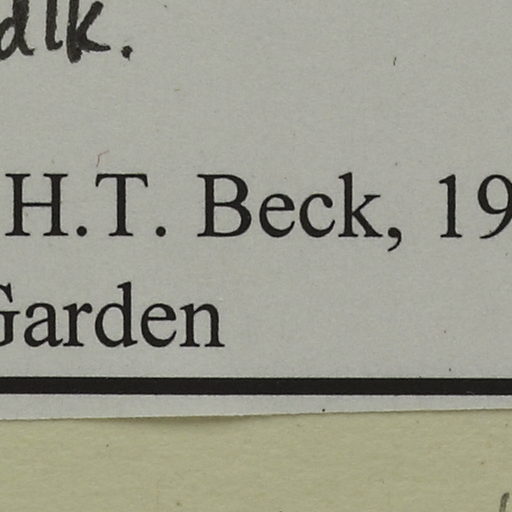 dlk.
H.T. Beck, 19
Garden